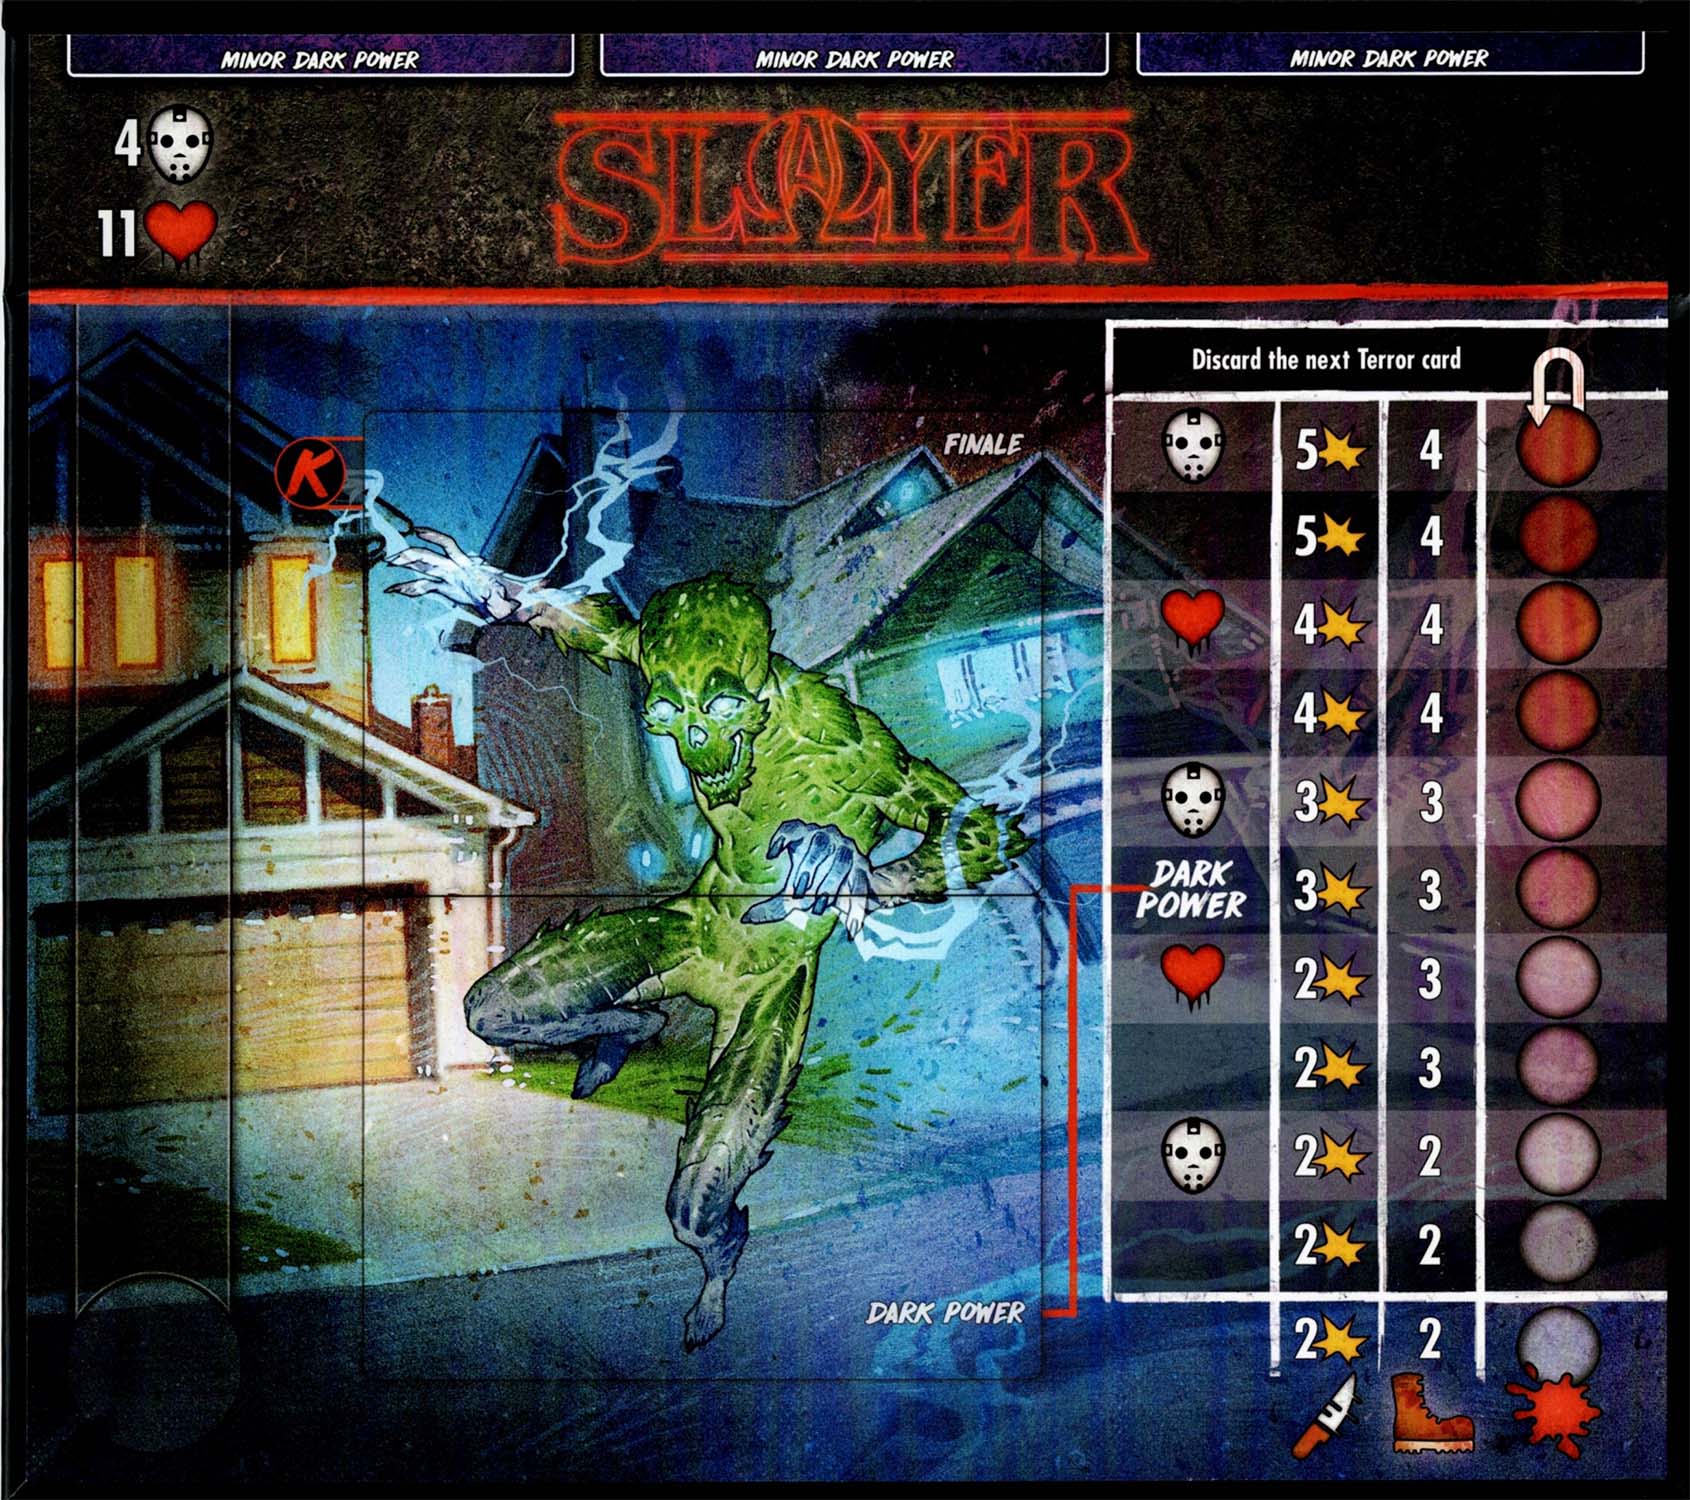 MINOR DARK POWER
MINOR DARK POWER
MINOR DARK POWER
4
11
SLAYER
Discard the next Terror card
K
FINALE
5 4
5 4
4 4
4 4
3 3
DARK
POWER
3 3
2 3
2 3
2 2
2 2
DARK POWER
2 2